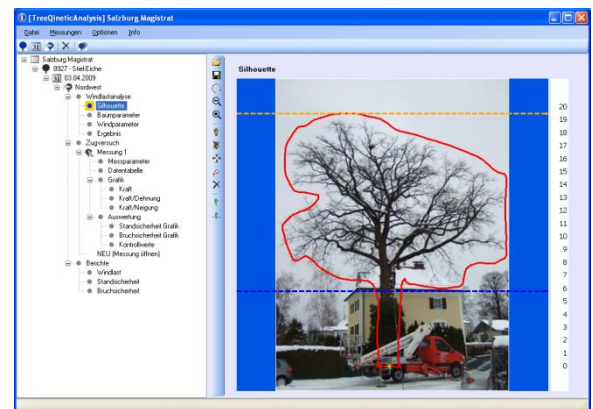 [TreeQineticAnalysis] Salzburg Magistrat
Datei Messungen Optionen Info
Salzburg Magistrat
0927 - Stiel-Eiche
03.04.2009
Nordwest
Windlastanalyse
Silhouette
Baumparameter
Windparameter
Ergebnis
Zugversuch
Messung 1
Messparameter
Datentabelle
Grafik
Kraft
Kraft/Dehnung
Kraft/Neigung
Auswertung
Standsicherheit Grafik
Bruchsicherheit Grafik
Kontrollwerte
NEU (Messung öffnen)
Berichte
Windlast
Standsicherheit
Bruchsicherheit
Silhouette
20
19
18
17
16
15
14
13
12
11
10
9
8
7
6
5
4
3
2
1
0